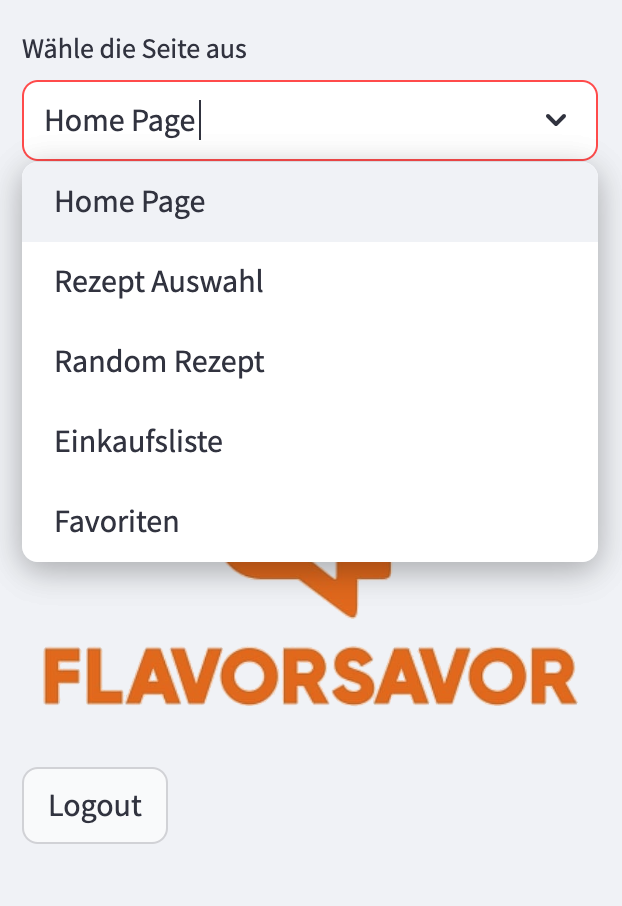 Wähle die Seite aus
Home Page
Home Page
Rezept Auswahl
Random Rezept
Einkaufsliste
Favoriten
FLAVORSAVOR
Logout